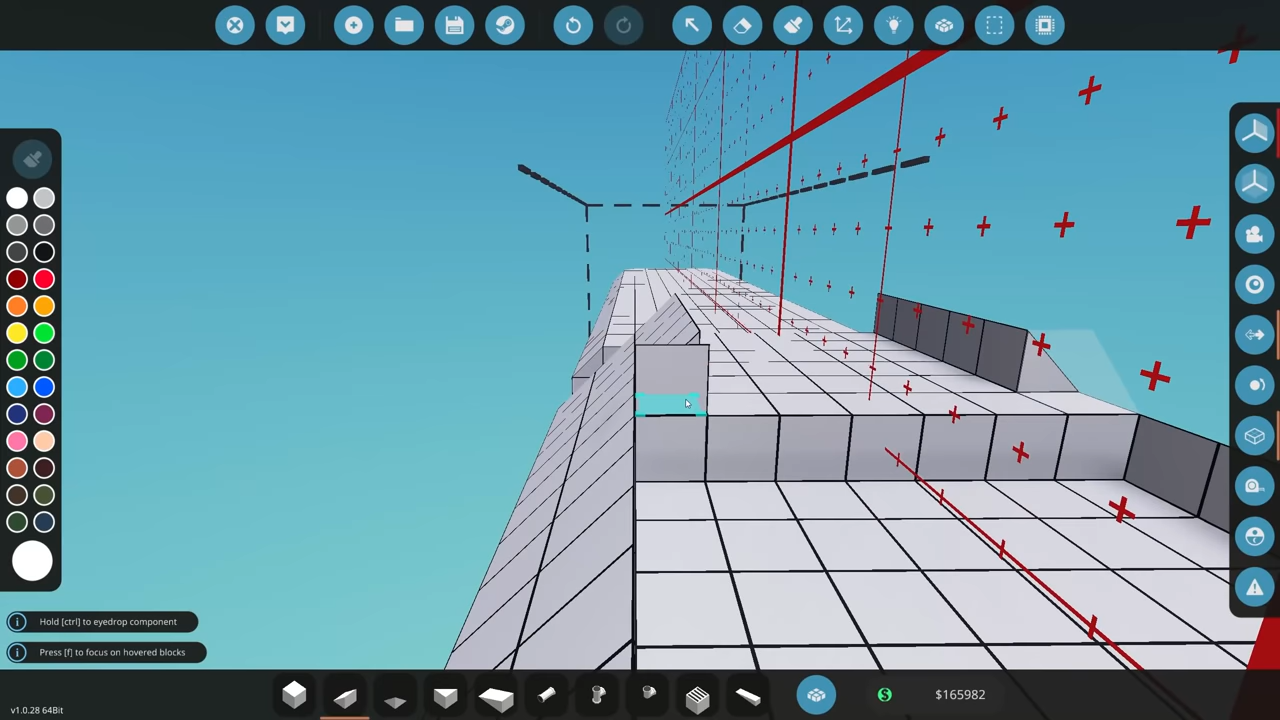 Hold [ctrl] to eyedrop component
Press [f] to focus on hovered blocks
v1.0.28 64Bit
$ $165982